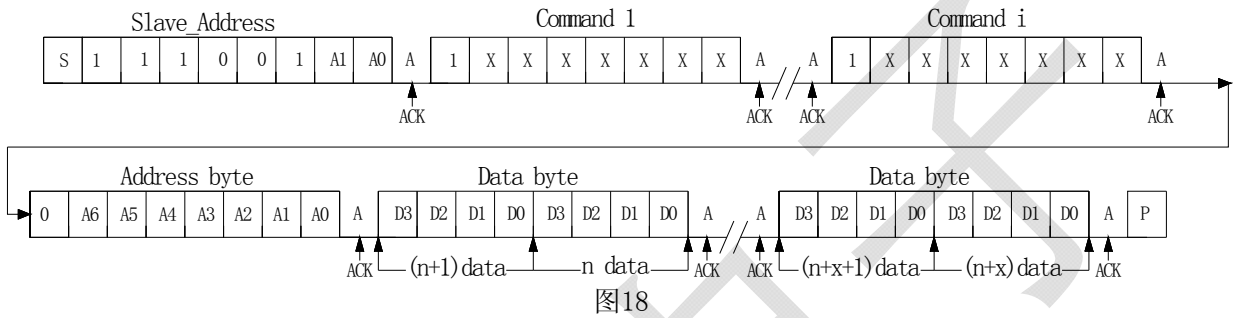 Slave_Address Command 1 Command i
S 1 1 1 0 0 1 A1 A0 A 1 X X X X X X X A // A 1 X X X X X X X A
ACK ACK ACK ACK
Address byte Data byte Data byte
0 A6 A5 A4 A3 A2 A1 A0 A D3 D2 D1 D0 D3 D2 D1 D0 A // A D3 D2 D1 D0 D3 D2 D1 D0 A P
ACK (n+1)data n data ACK ACK (n+x+1)data (n+x)data ACK
图18